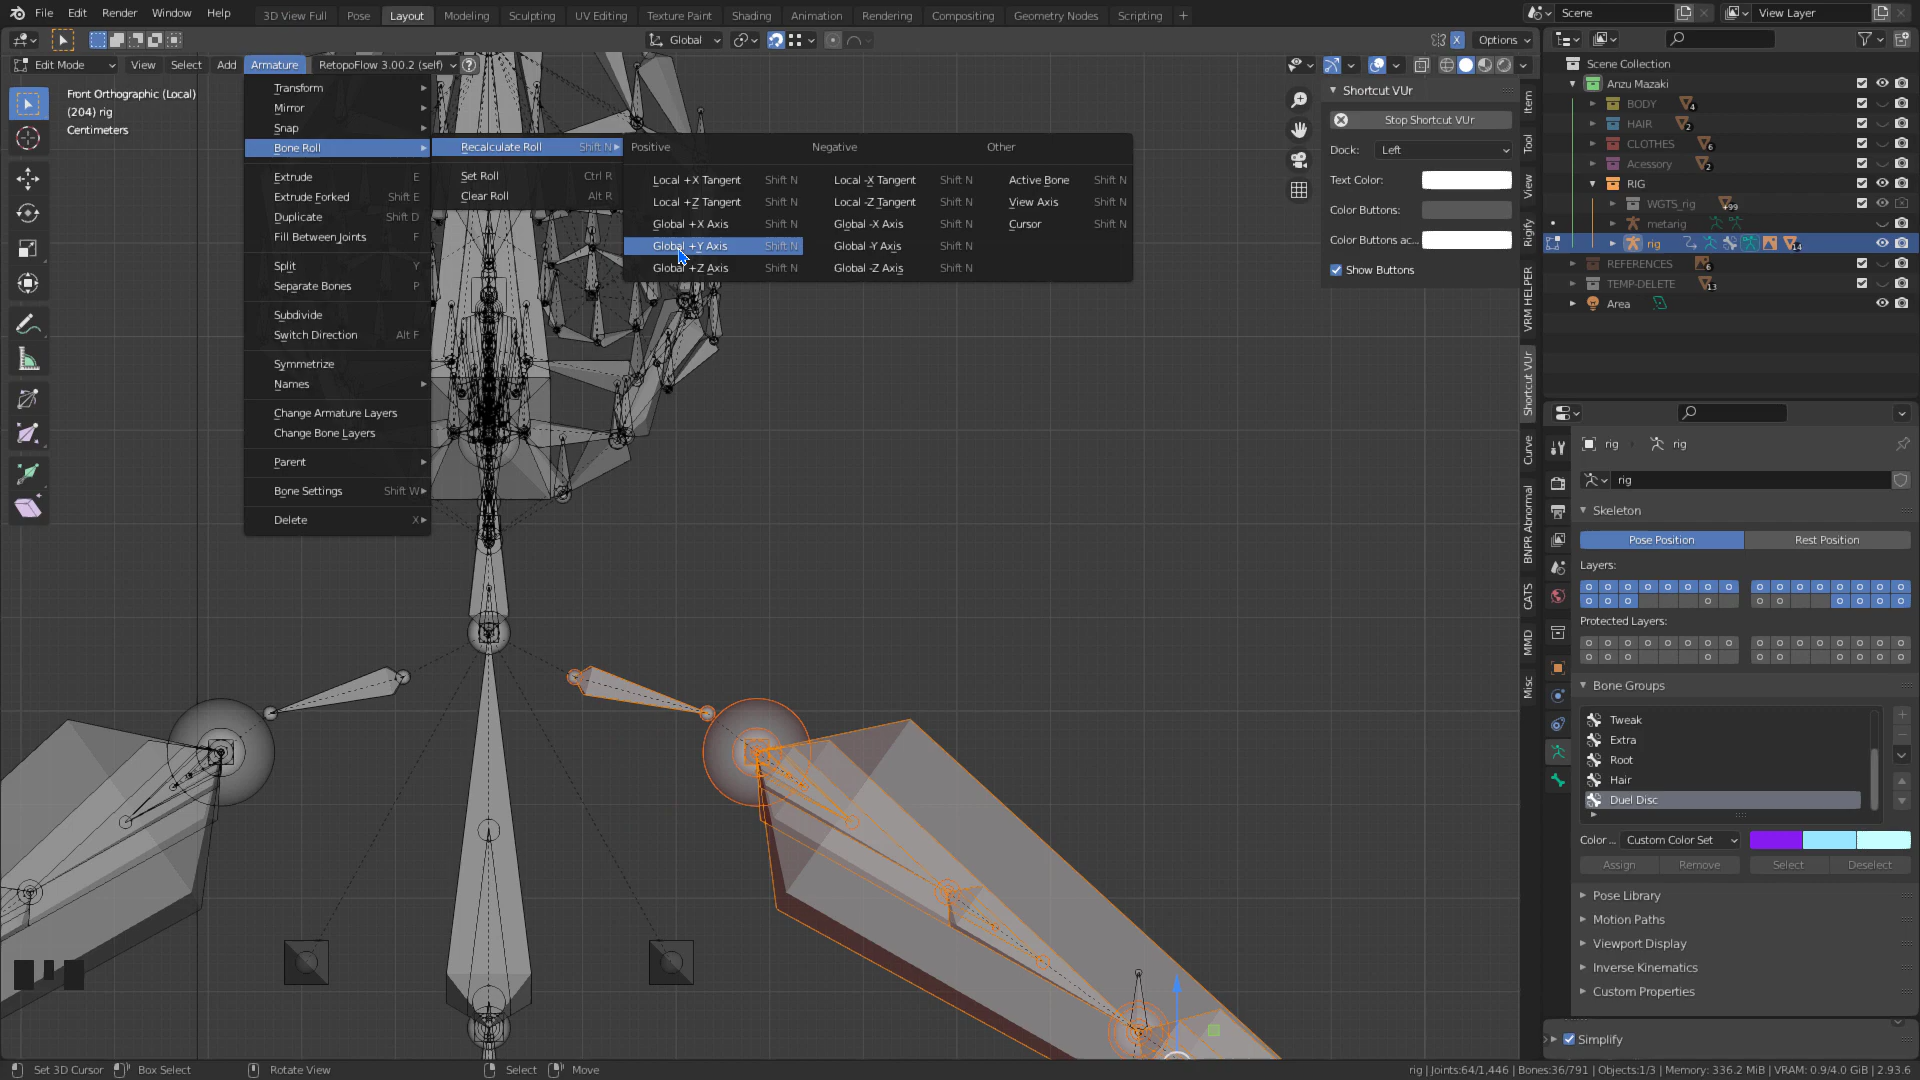 File Edit Render Window Help
3D View Full Pose Layout Modeling Sculpting UV Editing Texture Paint Shading Animation Rendering Compositing Geometry Nodes Scripting +
Scene
View Layer
Global
Options
Edit Mode View Select Add Armature RetopoFlow 3.00.2 (self)
Front Orthographic (Local)
(204) rig
Centimeters
Transform
Mirror
Snap
Bone Roll
Extrude E
Extrude Forked Shift E
Duplicate Shift D
Fill Between Joints F
Split Y
Separate Bones P
Subdivide
Switch Direction Alt F
Symmetrize
Names
Change Armature Layers
Change Bone Layers
Parent
Bone Settings Shift W
Delete X
Recalculate Roll Shift N
Set Roll Ctrl R
Clear Roll Alt R
Positive Negative Other
Local +X Tangent Shift N Local -X Tangent Shift N Active Bone Shift N
Local +Z Tangent Shift N Local -Z Tangent Shift N View Axis Shift N
Global +X Axis Shift N Global -X Axis Shift N Cursor Shift N
Global +Y Axis Shift N Global -Y Axis Shift N
Global +Z Axis Shift N Global -Z Axis Shift N
Shortcut VUr
Stop Shortcut VUr
Dock: Left
Text Color:
Color Buttons:
Color Buttons ac...
Show Buttons
Item
Tool
View
Rigify
VRM HELPER
Shortcut VUr
Curve
BNPR Abnormal
CATS
MMD
Misc
Scene Collection
Anzu Mazaki
BODY 4
HAIR 2
CLOTHES 6
Acessory 2
RIG
WGTS_rig +99
metarig
rig 14
REFERENCES 6
TEMP-DELETE 13
Area
rig rig
rig
Skeleton
Pose Position Rest Position
Layers:
Protected Layers:
Bone Groups
Tweak
Extra
Root
Hair
Duel Disc
Color ... Custom Color Set
Assign Remove Select Deselect
Pose Library
Motion Paths
Viewport Display
Inverse Kinematics
Custom Properties
Simplify
Set 3D Cursor Box Select Rotate View Select Move
rig | Joints:64/1,446 | Bones:36/791 | Objects:1/3 | Memory: 336.2 MiB | VRAM: 0.9/4.0 GiB | 2.93.6